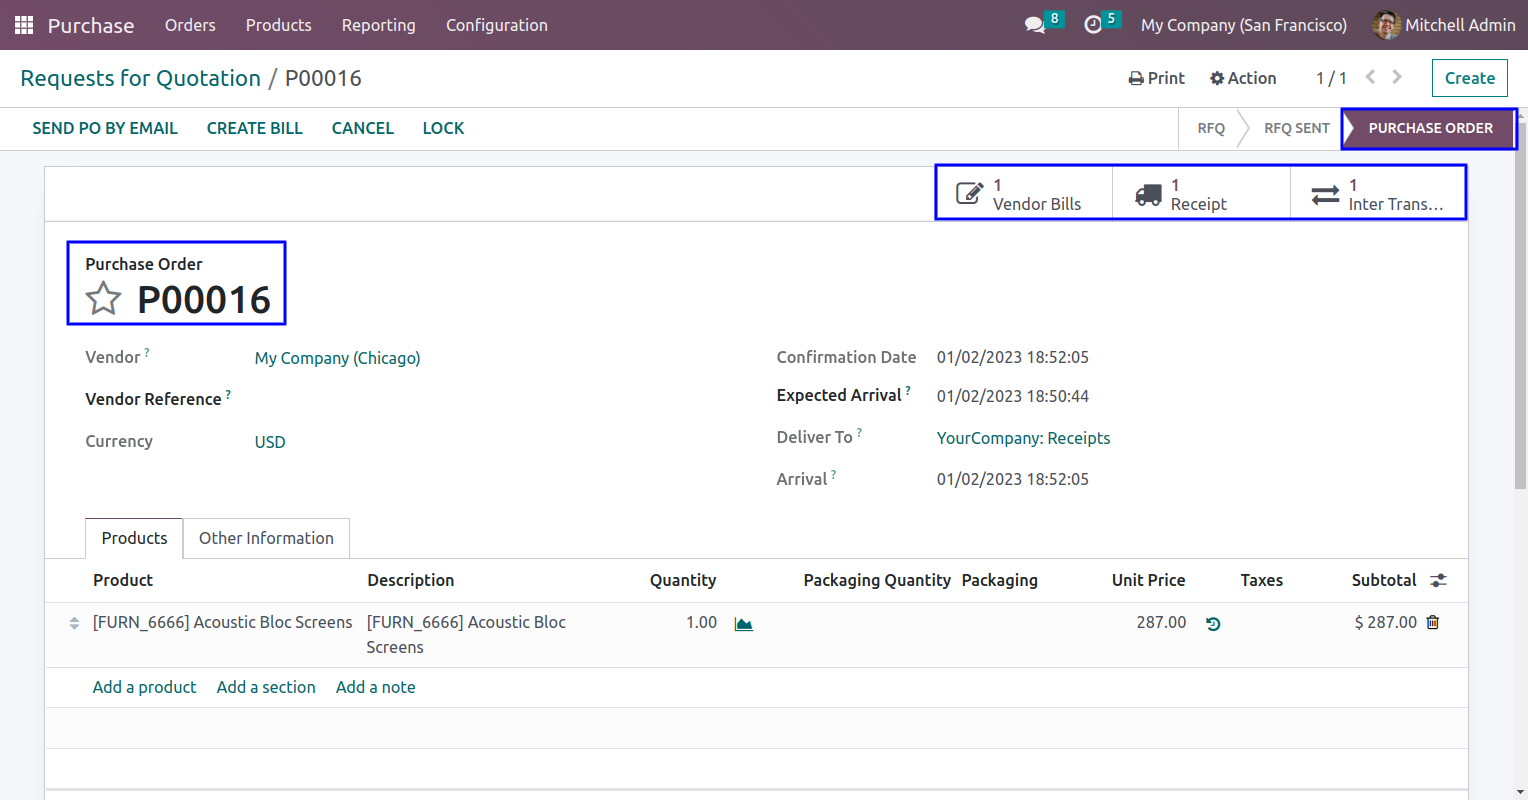 Purchase Orders Products Reporting Configuration 8 5 My Company (San Francisco) Mitchell Admin
Requests for Quotation / P00016 Print Action 1 / 1 Create
SEND PO BY EMAIL CREATE BILL CANCEL LOCK RFQ RFQ SENT PURCHASE ORDER
1 Vendor Bills
1 Receipt
1 Inter Trans...
Purchase Order
P00016
Vendor ? My Company (Chicago)
Vendor Reference ?
Currency USD
Confirmation Date 01/02/2023 18:52:05
Expected Arrival ? 01/02/2023 18:50:44
Deliver To ? YourCompany: Receipts
Arrival ? 01/02/2023 18:52:05
Products Other Information
Product Description Quantity Packaging Quantity Packaging Unit Price Taxes Subtotal
[FURN_6666] Acoustic Bloc Screens [FURN_6666] Acoustic Bloc 1.00 287.00 $ 287.00
Screens
Add a product Add a section Add a note